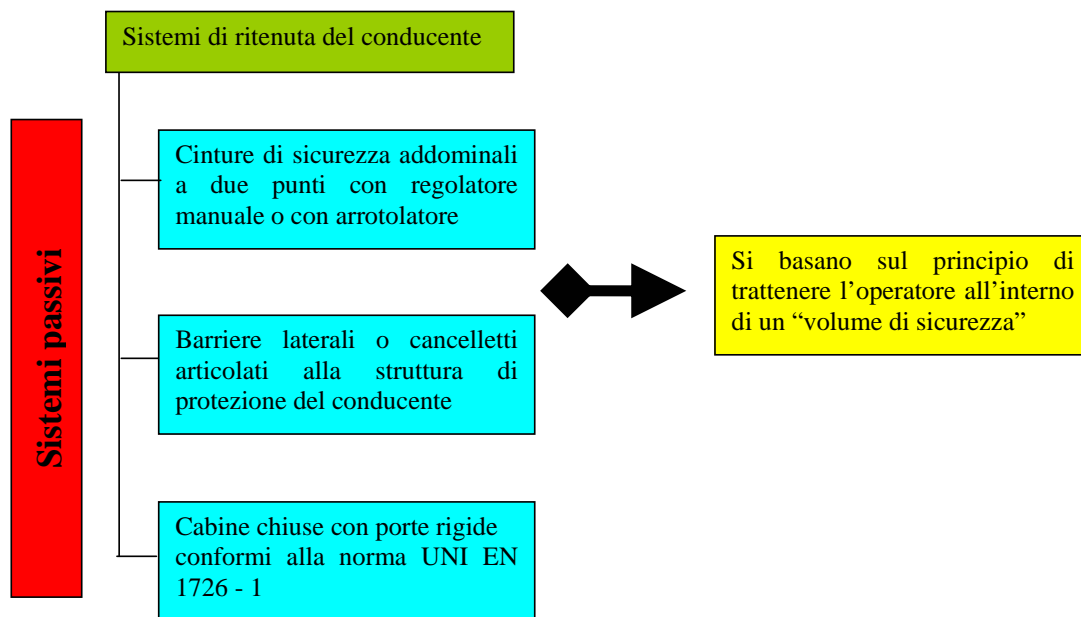 Sistemi di ritenuta del conducente
Sistemi passivi
Cinture di sicurezza addominali
a due punti con regolatore
manuale o con arrotolatore
Si basano sul principio di
trattenere l’operatore all’interno
di un “volume di sicurezza”
Barriere laterali o cancelletti
articolati alla struttura di
protezione del conducente
Cabine chiuse con porte rigide
conformi alla norma UNI EN
1726 - 1